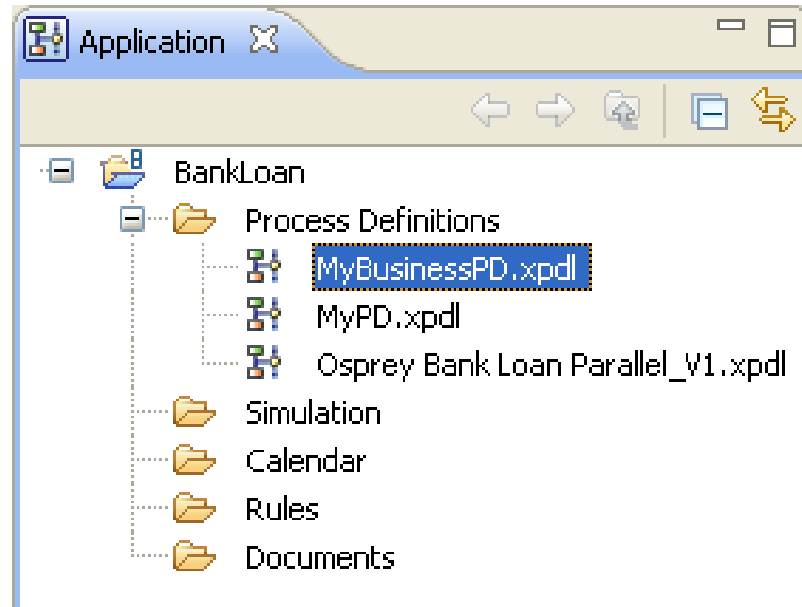 Application
BankLoan
Process Definitions
MyBusinessPD.xpdl
MyPD.xpdl
Osprey Bank Loan Parallel_V1.xpdl
Simulation
Calendar
Rules
Documents